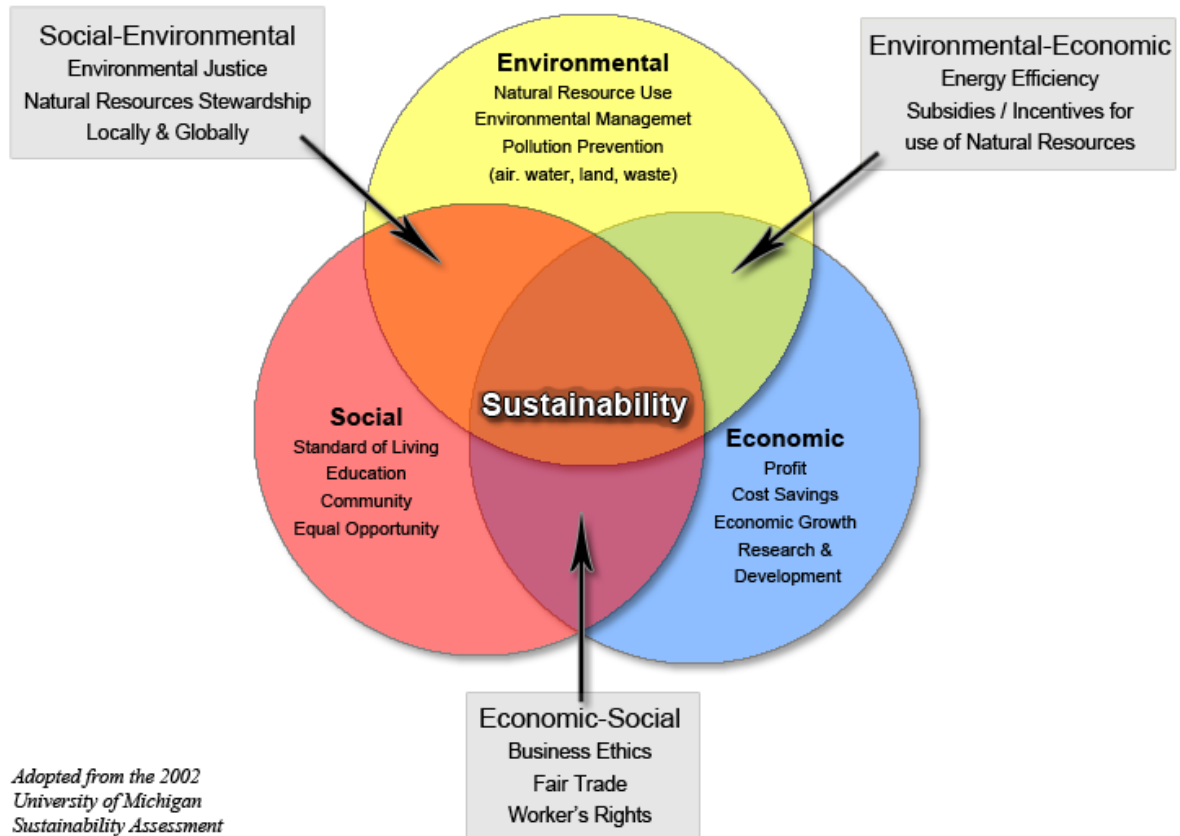 Social-Environmental
Environmental Justice
Natural Resources Stewardship
Locally & Globally
Environmental
Natural Resource Use
Environmental Managemet
Pollution Prevention
(air. water, land, waste)
Environmental-Economic
Energy Efficiency
Subsidies / Incentives for
use of Natural Resources
Sustainability
Social
Standard of Living
Education
Community
Equal Opportunity
Economic
Profit
Cost Savings
Economic Growth
Research &
Development
Economic-Social
Business Ethics
Fair Trade
Worker's Rights
Adopted from the 2002
University of Michigan
Sustainability Assessment